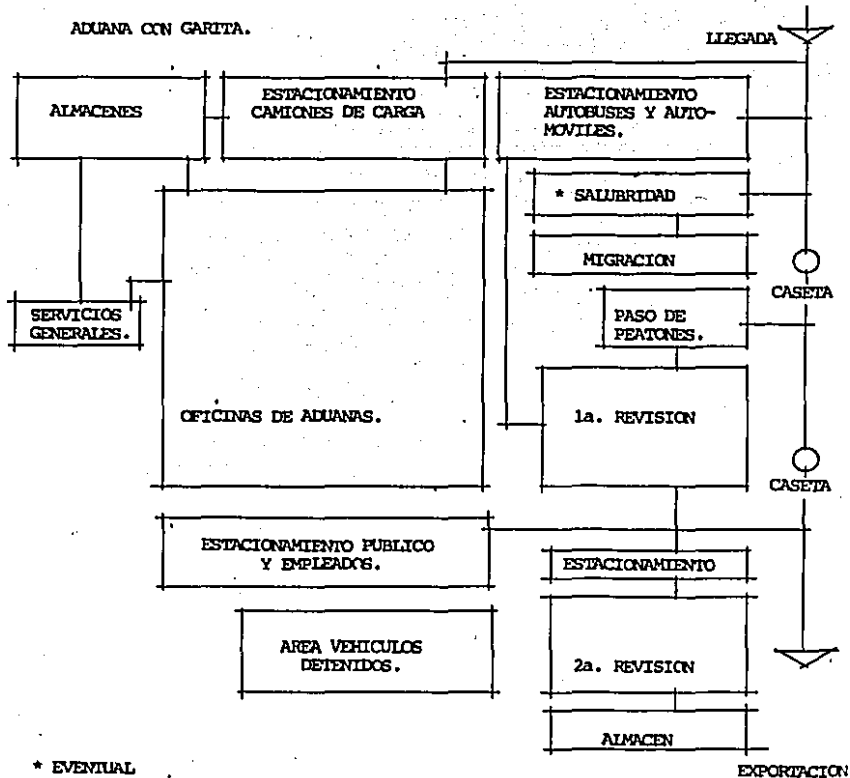 ADUANA CON GARITA.
LLEGADA
ALMACENES
ESTACIONAMIENTO
CAMIONES DE CARGA
ESTACIONAMIENTO
AUTOBUSES Y AUTO-
MOVILES.
* SALUBRIDAD
MIGRACION
CASETA
SERVICIOS
GENERALES.
PASO DE
PEATONES.
OFICINAS DE ADUANAS.
1a. REVISION
CASETA
ESTACIONAMIENTO PUBLICO
Y EMPLEADOS.
ESTACIONAMIENTO
AREA VEHICULOS
DETENIDOS.
2a. REVISION
ALMACEN
* EVENTUAL
EXPORTACION